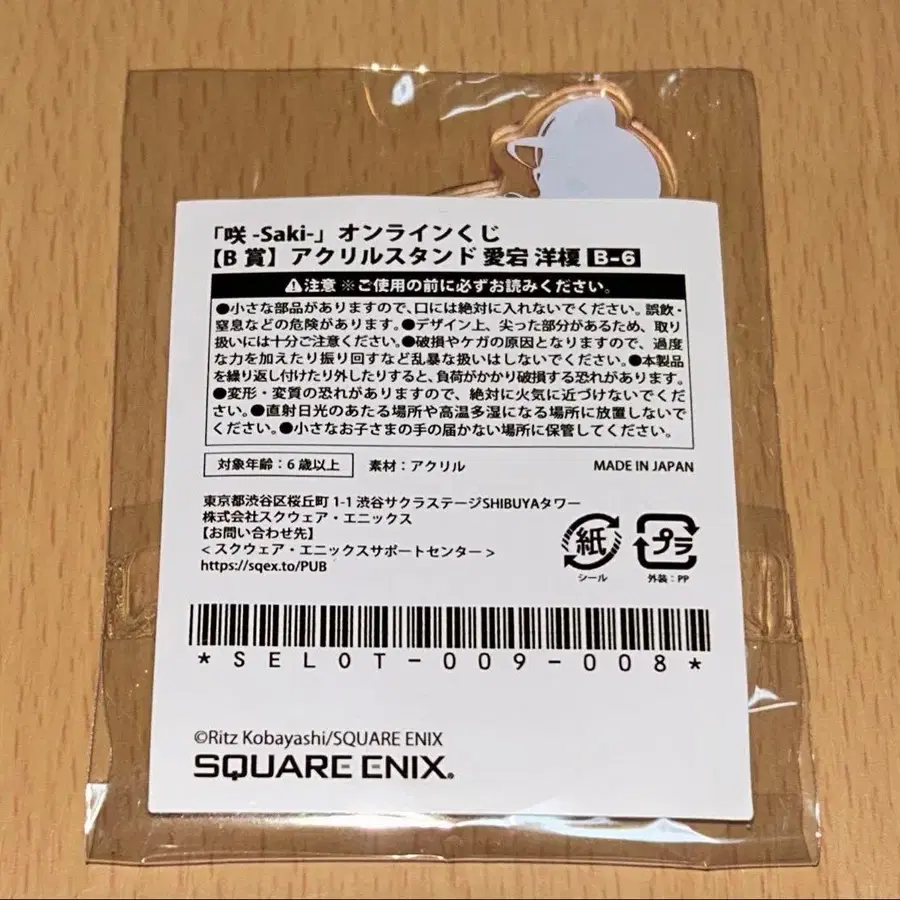 「咲 -Saki-」オンラインくじ
【B 賞】アクリルスタンド 愛宕 洋榎 B-6
⚠注意 ※ご使用の前に必ずお読みください。
●小さな部品がありますので、口には絶対に入れないでください。誤飲・
窒息などの危険があります。●デザイン上、尖った部分があるため、取り
扱いには十分ご注意ください。●破損やケガの原因となりますので、過度
な力を加えたり振り回すなど乱暴な扱いはしないでください。●本製品
を繰り返し付けたり外したりすると、負荷がかかり破損する恐れがあります。
●変形・変質の恐れがありますので、絶対に火気に近づけないでくだ
さい。●直射日光のあたる場所や高温多湿になる場所に放置しないで
ください。●小さなお子さまの手の届かない場所に保管してください。
対象年齢：6 歳以上 素材：アクリル MADE IN JAPAN
東京都渋谷区桜丘町 1-1 渋谷サクラステージSHIBUYAタワー
株式会社スクウェア・エニックス
【お問い合わせ先】
< スクウェア・エニックスサポートセンター >
https://sqex.to/PUB
紙 プラ
シール 外装：PP
*SEL0T-009-008*
©Ritz Kobayashi/SQUARE ENIX
SQUARE ENIX.